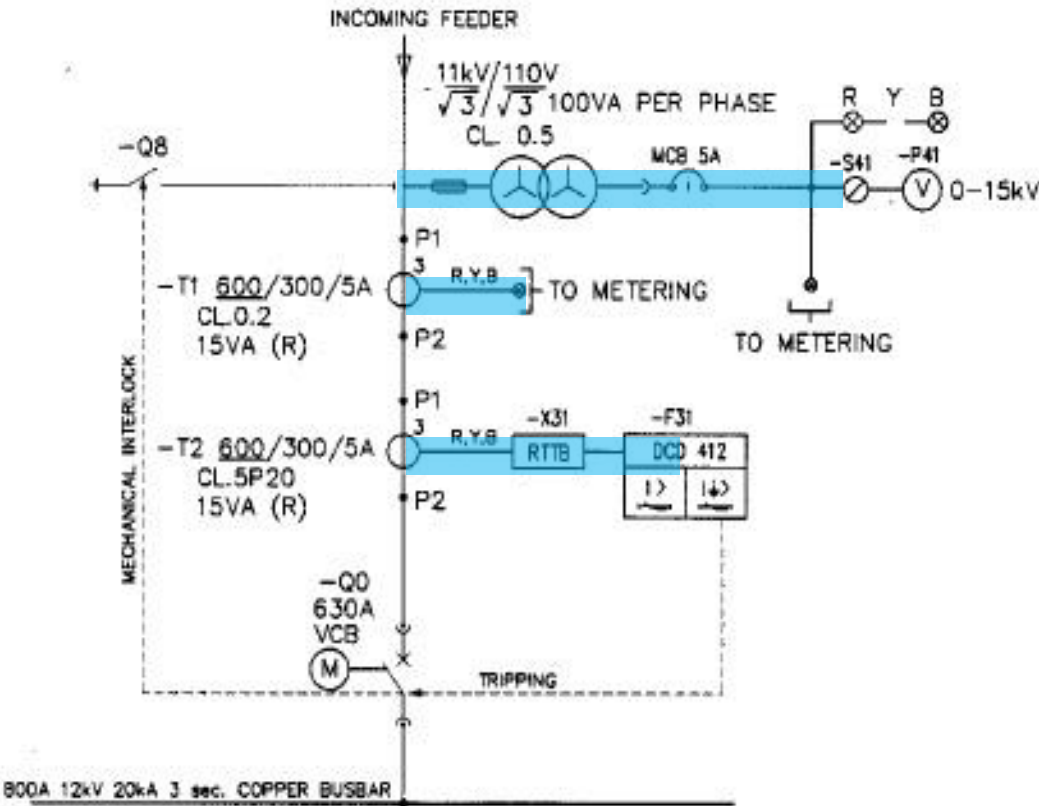 INCOMING FEEDER
11kV/110V
√3/√3 100VA PER PHASE
CL. 0.5
R Y B
-Q8
MCB 5A
-S41
-P41
V
0-15kV
P1
3
R,Y,B
-T1 600/300/5A
TO METERING
CL.0.2
15VA (R)
P2
TO METERING
MECHANICAL INTERLOCK
P1
3
R,Y,B
-X31
-F31
-T2 600/300/5A
RTTB
DCD 412
CL.5P20
15VA (R)
I>
P2
-Q0
630A
VCB
M
TRIPPING
800A 12kV 20kA 3 sec. COPPER BUSBAR